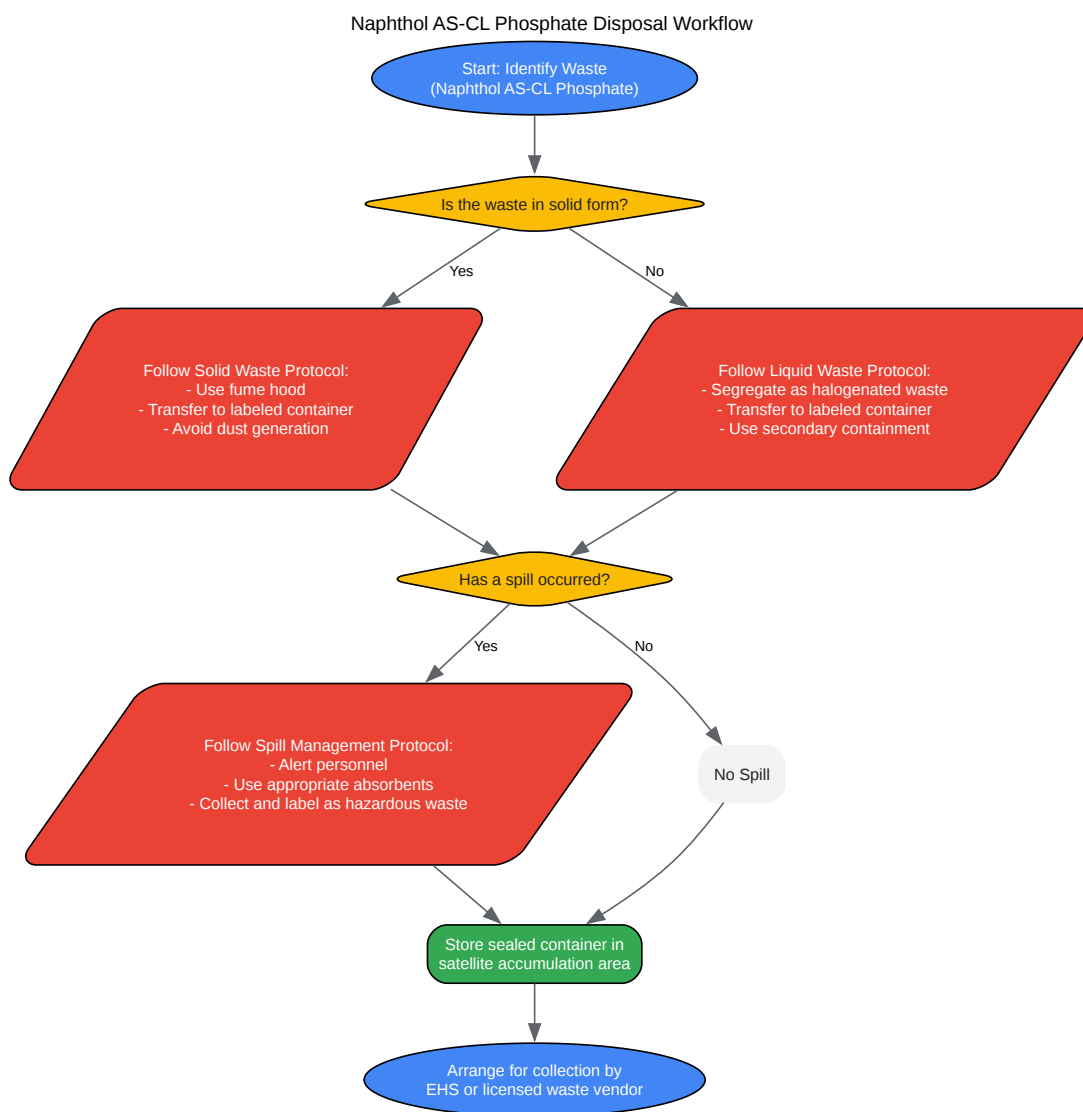 Naphthol AS-CL Phosphate Disposal Workflow
Start: Identify Waste
(Naphthol AS-CL Phosphate)
Is the waste in solid form?
Yes
No
Follow Solid Waste Protocol:
- Use fume hood
- Transfer to labeled container
- Avoid dust generation
Follow Liquid Waste Protocol:
- Segregate as halogenated waste
- Transfer to labeled container
- Use secondary containment
Has a spill occurred?
Yes
No
Follow Spill Management Protocol:
- Alert personnel
- Use appropriate absorbents
- Collect and label as hazardous waste
No Spill
Store sealed container in
satellite accumulation area
Arrange for collection by
EHS or licensed waste vendor